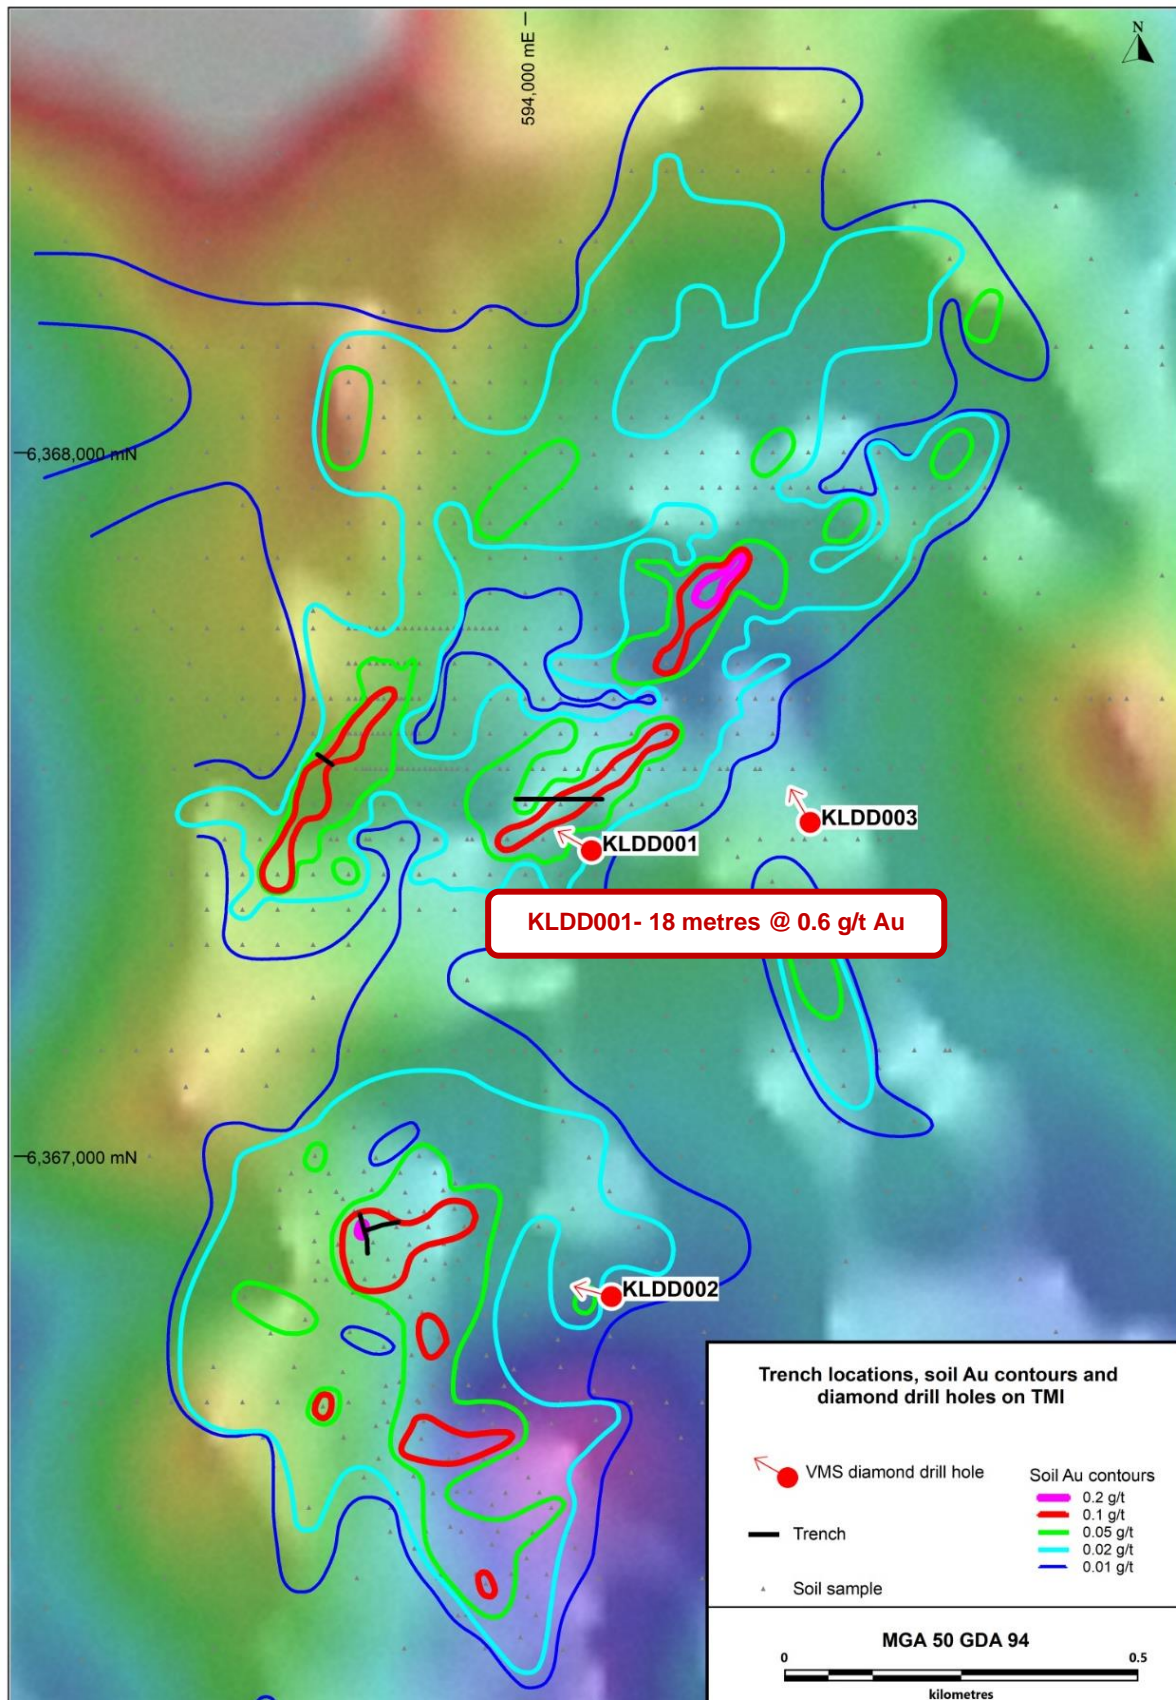 N
594,000 mE
6,368,000 mN
KLDD003
KLDD001
KLDD001- 18 metres @ 0.6 g/t Au
6,367,000 mN
KLDD002
Trench locations, soil Au contours and
diamond drill holes on TMI
VMS diamond drill hole
Soil Au contours
0.2 g/t
0.1 g/t
0.05 g/t
0.02 g/t
0.01 g/t
Trench
Soil sample
MGA 50 GDA 94
0 0.5
kilometres